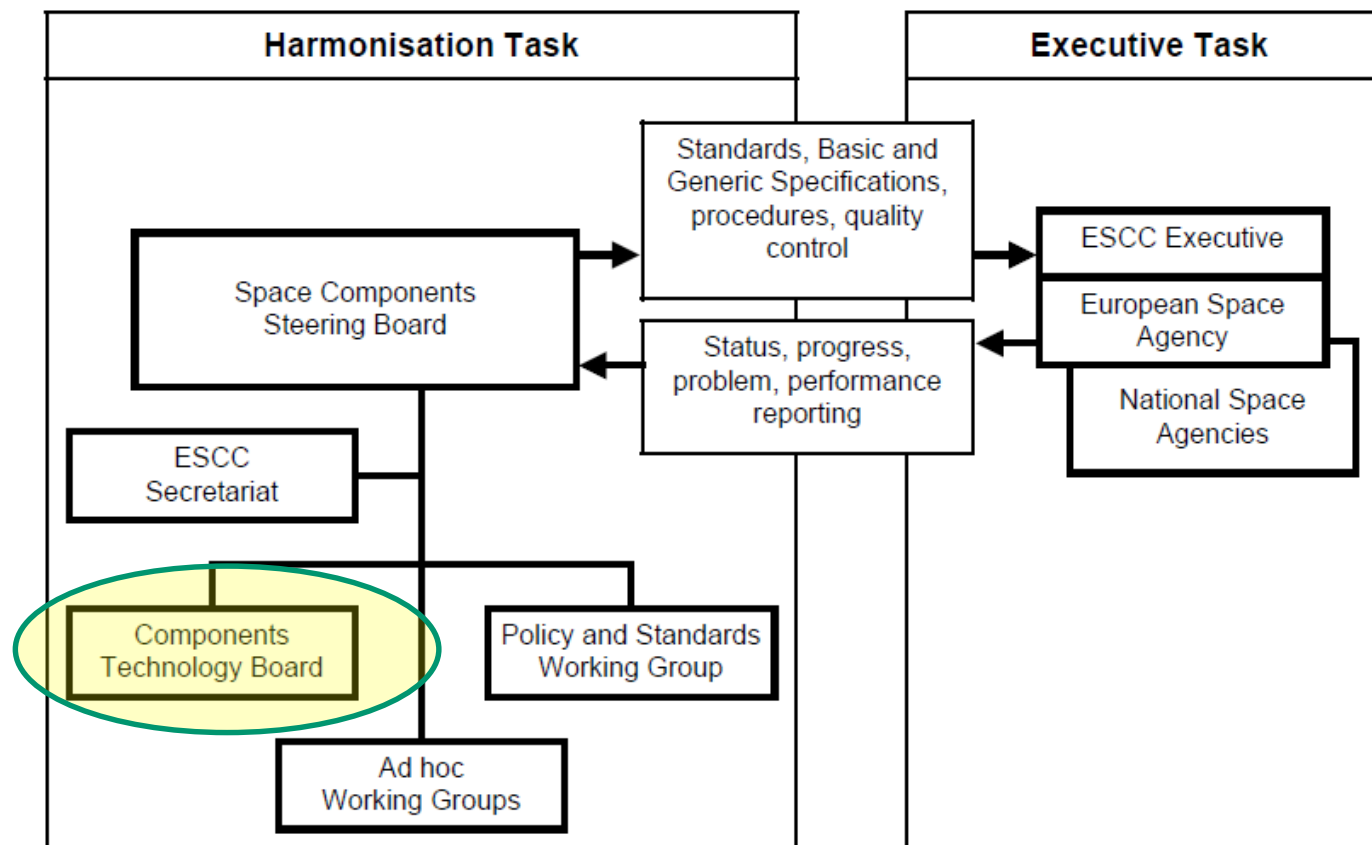 Harmonisation Task
Executive Task
Standards, Basic and
Generic Specifications,
procedures, quality
control
Space Components
Steering Board
ESCC Executive
European Space
Agency
National Space
Agencies
Status, progress,
problem, performance
reporting
ESCC
Secretariat
Components
Technology Board
Policy and Standards
Working Group
Ad hoc
Working Groups